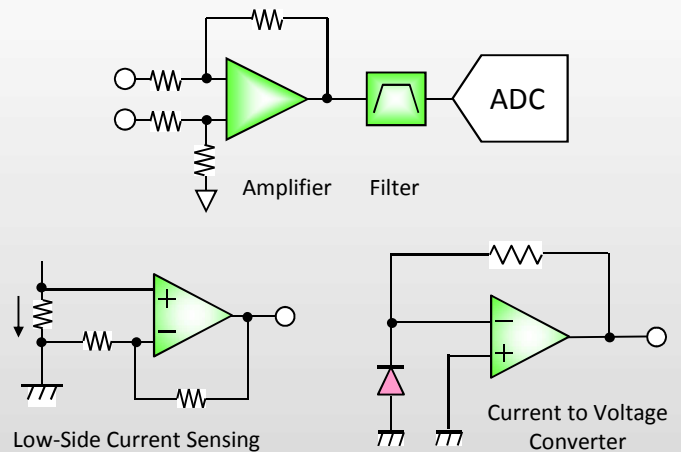 ADC
Amplifier Filter
+
−
−
+
Low-Side Current Sensing
Current to Voltage
Converter